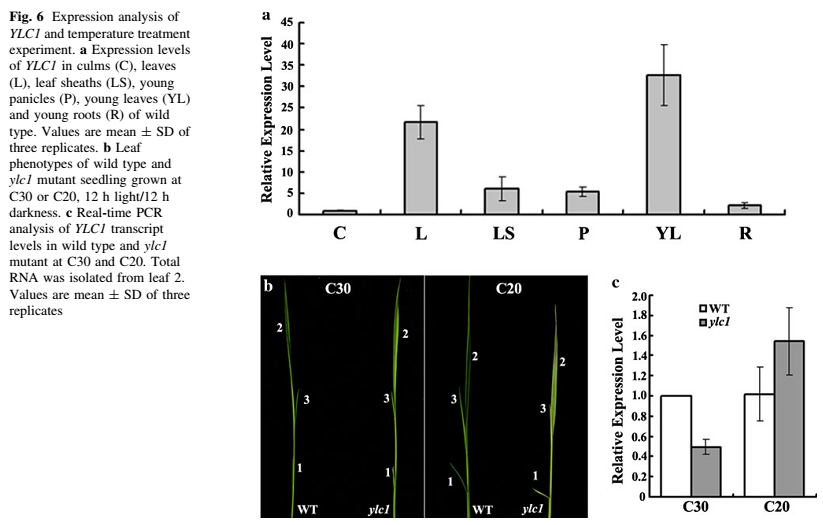 Fig. 6 Expression analysis of
YLC1 and temperature treatment
experiment. a Expression levels
of YLC1 in culms (C), leaves
(L), leaf sheaths (LS), young
panicles (P), young leaves (YL)
and young roots (R) of wild
type. Values are mean ± SD of
three replicates. b Leaf
phenotypes of wild type and
ylc1 mutant seedling grown at
C30 or C20, 12 h light/12 h
darkness. c Real-time PCR
analysis of YLC1 transcript
levels in wild type and ylc1
mutant at C30 and C20. Total
RNA was isolated from leaf 2.
Values are mean ± SD of three
replicates
a
Relative Expression Level
45
40
35
30
25
20
15
10
5
0
C L LS P YL R
b
C30 C20
2 2 2 2
3 3 3 3
1 1 1 1
WT ylc1 WT ylc1
c
Relative Expression Level
2.0
1.8
1.6
1.4
1.2
1.0
0.8
0.6
0.4
0.2
0
WT
ylc1
C30 C20